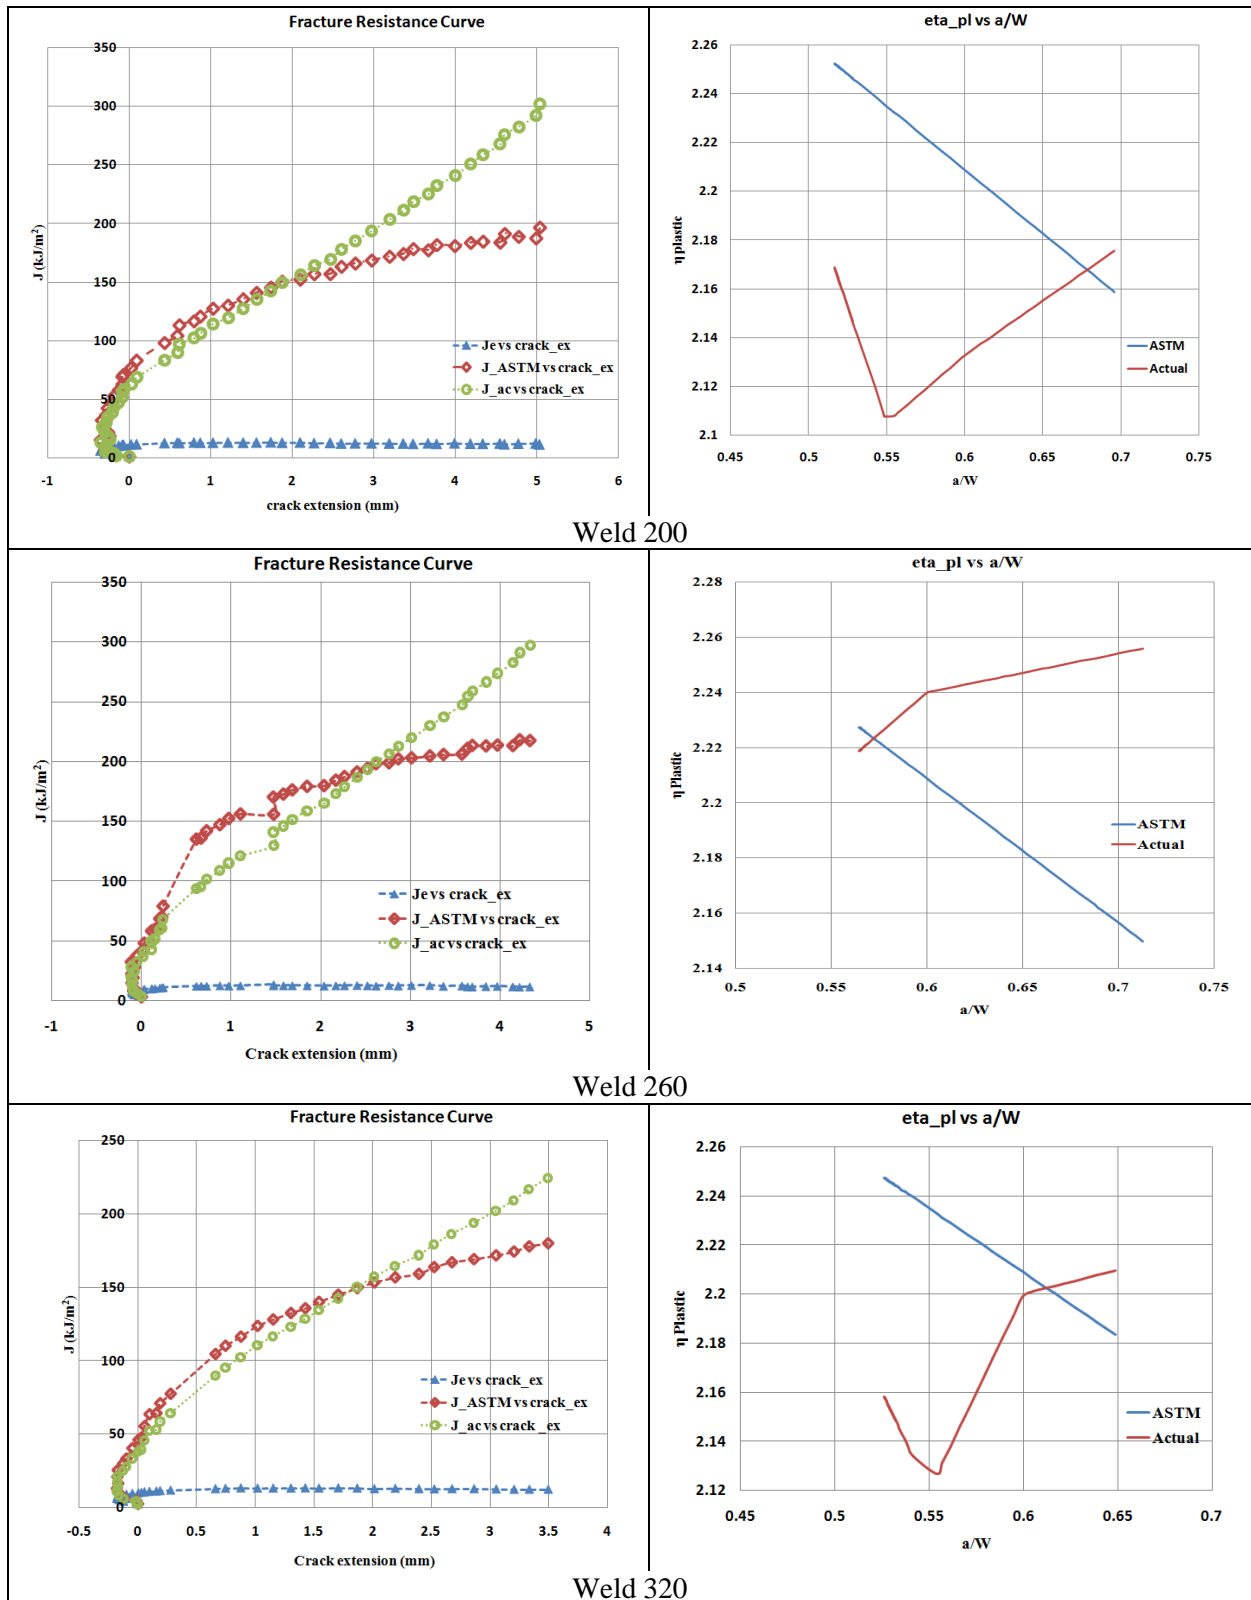 Fracture Resistance Curve
350
300
250
200
150
100
50
0
J (kJ/m²)
-1 0 1 2 3 4 5 6
crack extension (mm)
Je vs crack_ex
J_ASTM vs crack_ex
J_ac vs crack_ex
eta_pl vs a/W
2.26
2.24
2.22
2.2
2.18
2.16
2.14
2.12
2.1
η plastic
0.45 0.5 0.55 0.6 0.65 0.7 0.75
a/W
ASTM
Actual
Weld 200
Fracture Resistance Curve
350
300
250
200
150
100
50
0
J (kJ/m²)
-1 0 1 2 3 4 5
Crack extension (mm)
Je vs crack_ex
J_ASTM vs crack_ex
J_ac vs crack_ex
eta_pl vs a/W
2.28
2.26
2.24
2.22
2.2
2.18
2.16
2.14
η Plastic
0.5 0.55 0.6 0.65 0.7 0.75
a/W
ASTM
Actual
Weld 260
Fracture Resistance Curve
250
200
150
100
50
0
J (kJ/m²)
-0.5 0 0.5 1 1.5 2 2.5 3 3.5 4
Crack extension (mm)
Je vs crack_ex
J_ASTM vs crack_ex
J_ac vs crack _ex
eta_pl vs a/W
2.26
2.24
2.22
2.2
2.18
2.16
2.14
2.12
η Plastic
0.45 0.5 0.55 0.6 0.65 0.7
a/W
ASTM
Actual
Weld 320